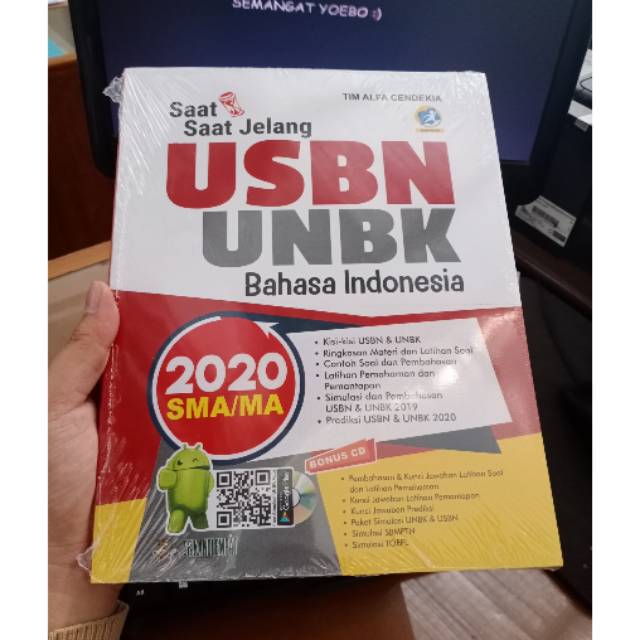 SEMANGAT YOEBO :)
TIM ALFA CENDEKIA
Saat
Saat Jelang
USBN
UNBK
Bahasa Indonesia
2020
SMA/MA
• Kisi-kisi USBN & UNBK
• Ringkasan Materi dan Latihan Soal
• Contoh Soal dan Pembahasan
• Latihan Pemahaman dan
Pemantapan
• Simulasi dan Pembahasan
USBN & UNBK 2019
• Prediksi USBN & UNBK 2020
BONUS CD
• Pembahasan & Kunci Jawaban Latihan Soal
dan Latihan Pemahaman
• Kunci Jawaban Latihan Pemantapan
• Kunci Jawaban Prediksi
• Paket Simulasi UNBK & USBN
• Simulasi SBMPTN
• Simulasi TOEFL
Google Play